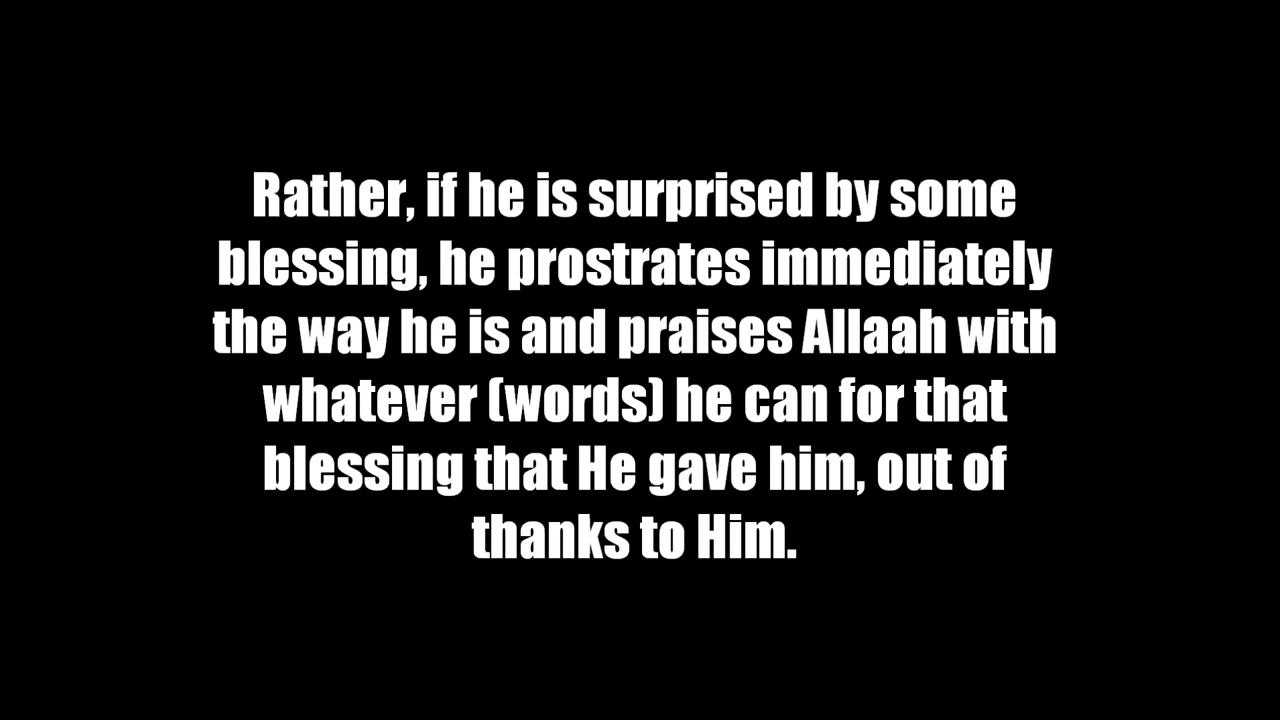 Rather, if he is surprised by some
blessing, he prostrates immediately
the way he is and praises Allaah with
whatever (words) he can for that
blessing that He gave him, out of
thanks to Him.